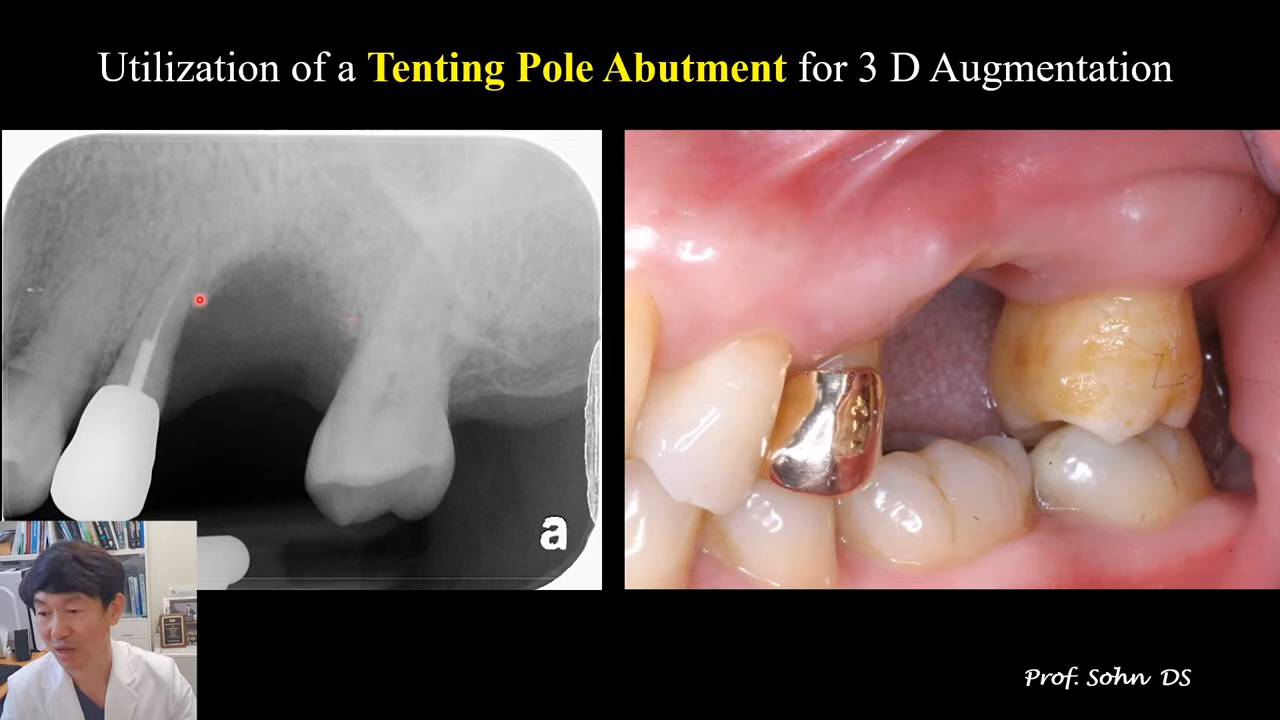 Utilization of a Tenting Pole Abutment for 3 D Augmentation
a
Prof. Sohn DS